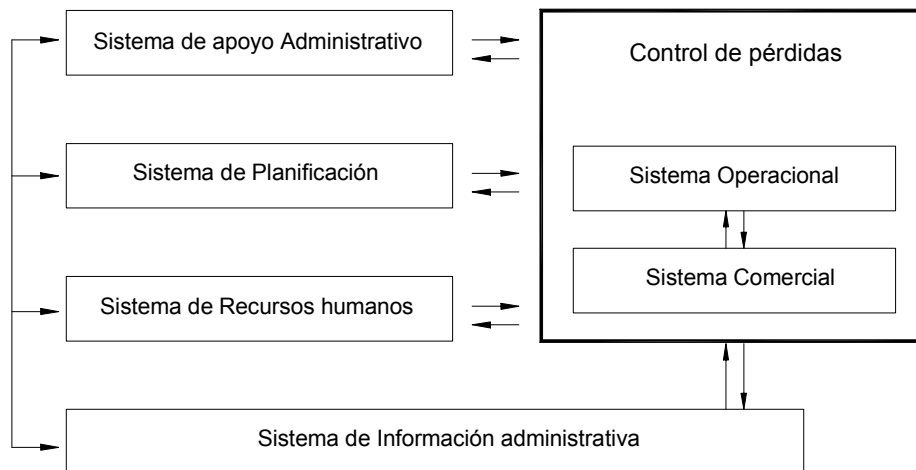 Sistema de apoyo Administrativo
Control de pérdidas
Sistema de Planificación
Sistema Operacional
Sistema Comercial
Sistema de Recursos humanos
Sistema de Información administrativa